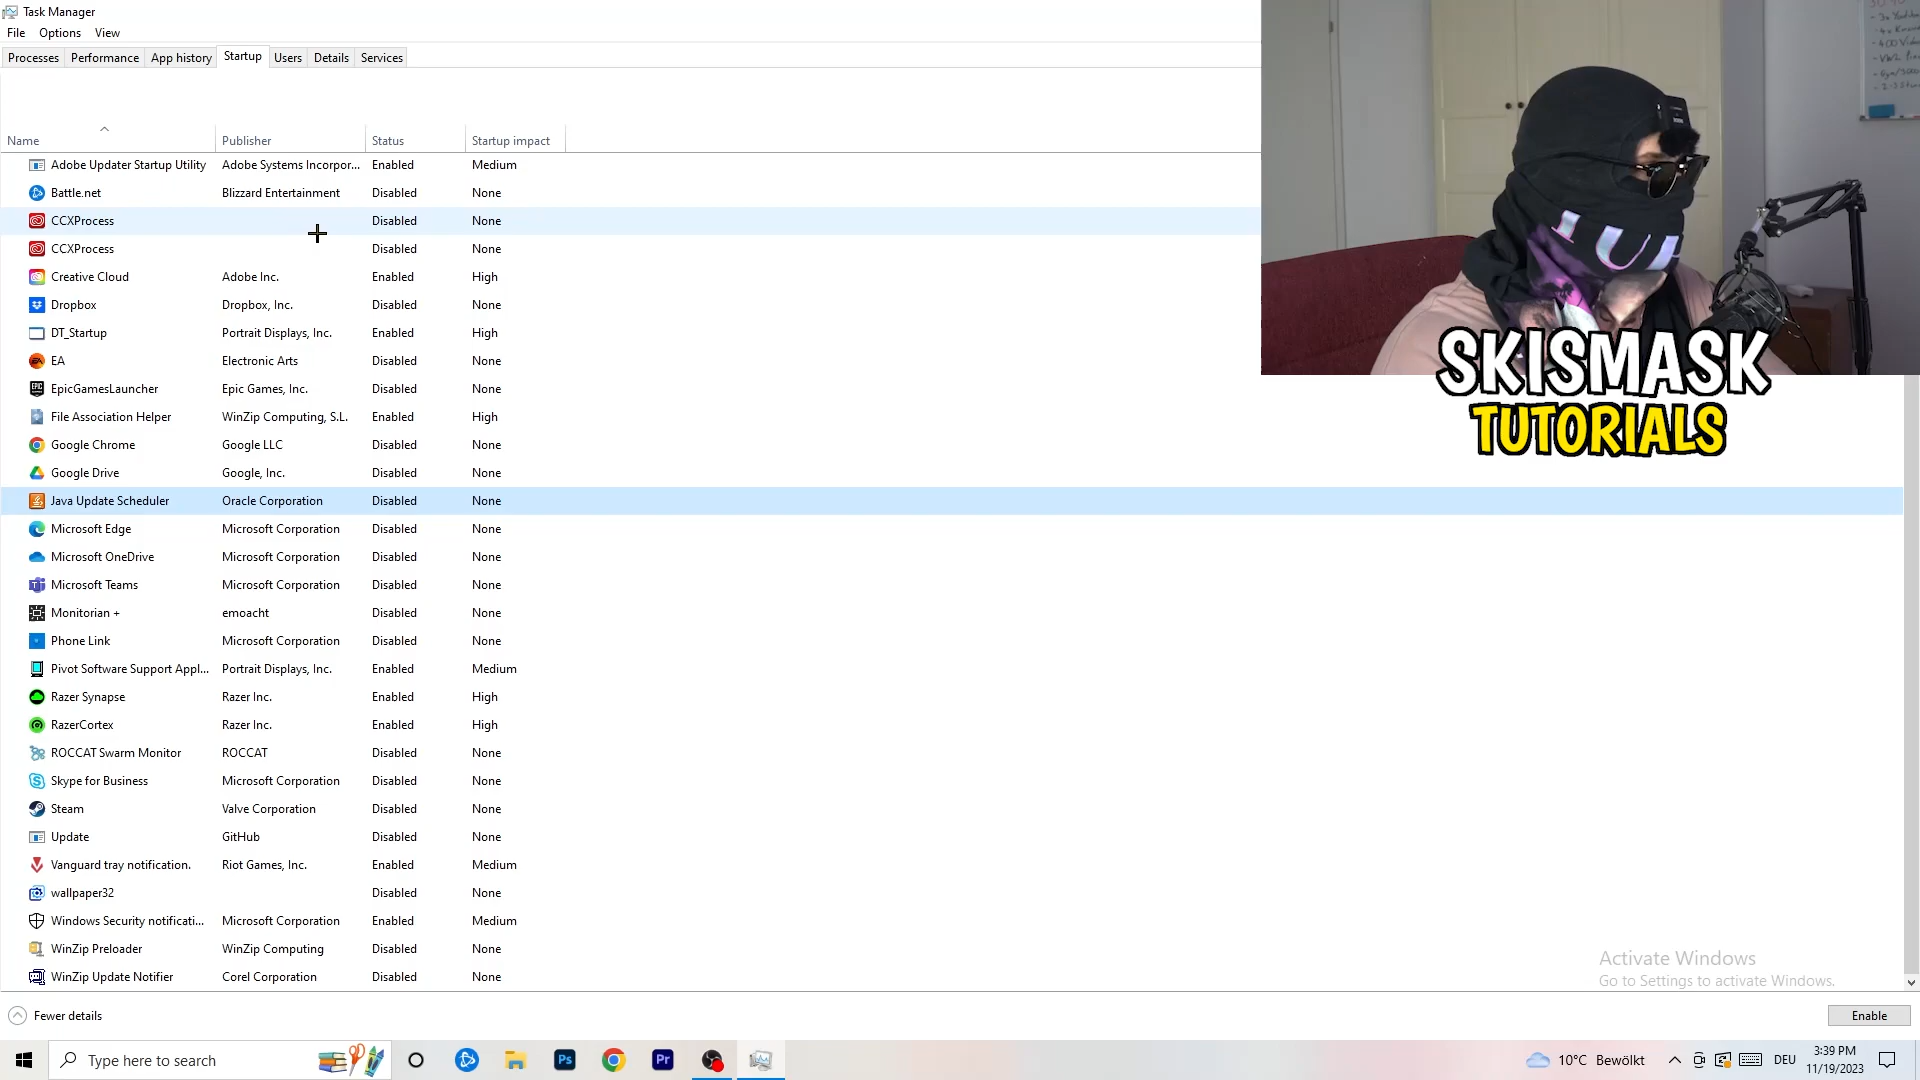 Task Manager
File Options View
Processes Performance App history Startup Users Details Services
Name Publisher Status Startup impact
Adobe Updater Startup Utility Adobe Systems Incorpor... Enabled Medium
Battle.net Blizzard Entertainment Disabled None
CCXProcess Disabled None
CCXProcess Disabled None
Creative Cloud Adobe Inc. Enabled High
Dropbox Dropbox, Inc. Disabled None
DT_Startup Portrait Displays, Inc. Enabled High
EA Electronic Arts Disabled None
EpicGamesLauncher Epic Games, Inc. Disabled None
File Association Helper WinZip Computing, S.L. Enabled High
Google Chrome Google LLC Disabled None
Google Drive Google, Inc. Disabled None
Java Update Scheduler Oracle Corporation Disabled None
Microsoft Edge Microsoft Corporation Disabled None
Microsoft OneDrive Microsoft Corporation Disabled None
Microsoft Teams Microsoft Corporation Disabled None
Monitorian + emoacht Disabled None
Phone Link Microsoft Corporation Disabled None
Pivot Software Support Appl... Portrait Displays, Inc. Enabled Medium
Razer Synapse Razer Inc. Enabled High
RazerCortex Razer Inc. Enabled High
ROCCAT Swarm Monitor ROCCAT Disabled None
Skype for Business Microsoft Corporation Disabled None
Steam Valve Corporation Disabled None
Update GitHub Disabled None
Vanguard tray notification. Riot Games, Inc. Enabled Medium
wallpaper32 Disabled None
Windows Security notificati... Microsoft Corporation Enabled Medium
WinZip Preloader WinZip Computing Disabled None
WinZip Update Notifier Corel Corporation Disabled None
SKISMASK
TUTORIALS
Activate Windows
Go to Settings to activate Windows.
Fewer details
Enable
Type here to search
Ps
Pr
10°C Bewölkt
DEU
3:39 PM
11/19/2023